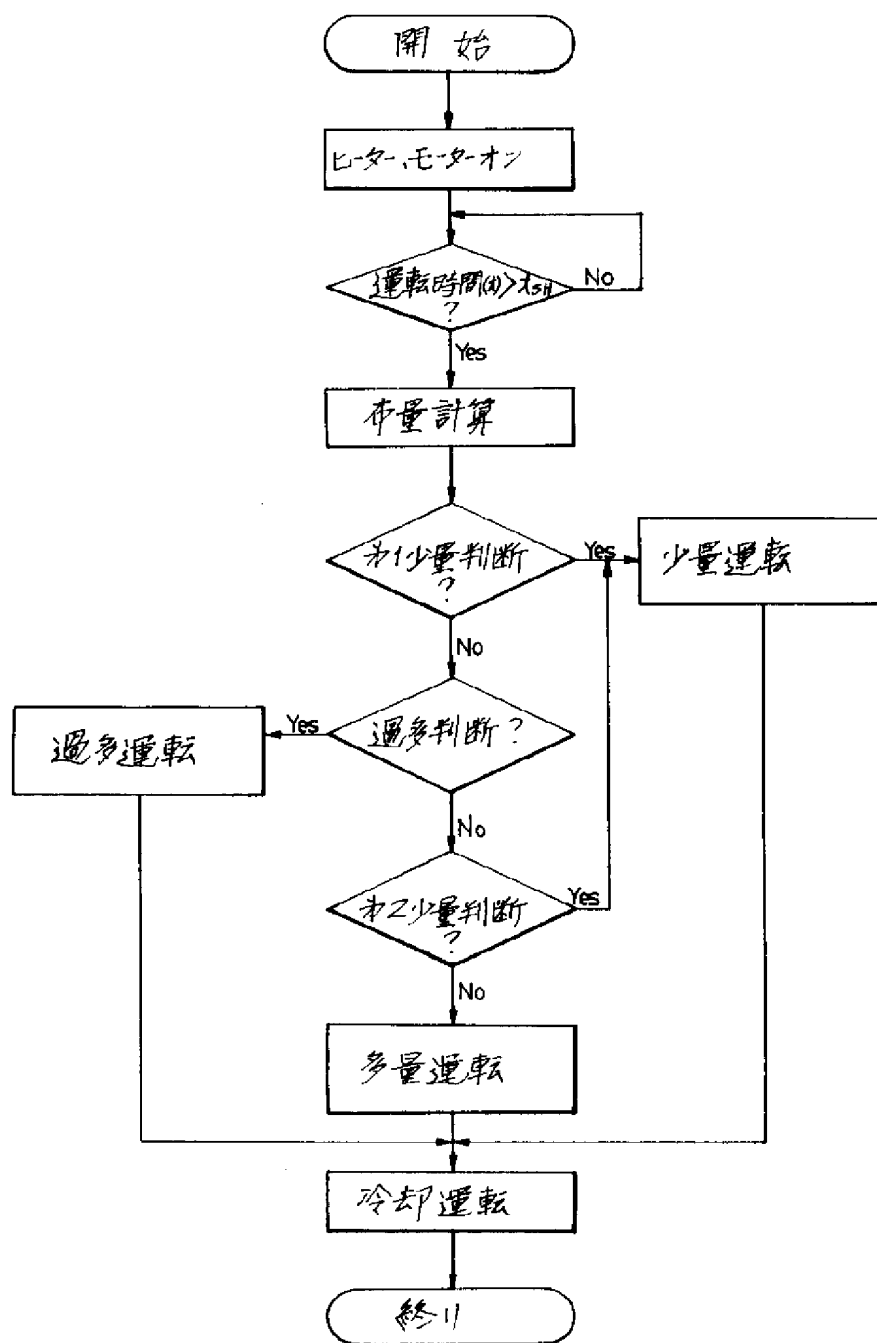 開始
ヒーター、モーターオン
運転時間(t)>tSH
?
No
Yes
布量計算
オ1少量判断
?
Yes
少量運転
No
過多判断?
Yes
過多運転
No
オ2少量判断
?
Yes
No
多量運転
冷却運転
終り